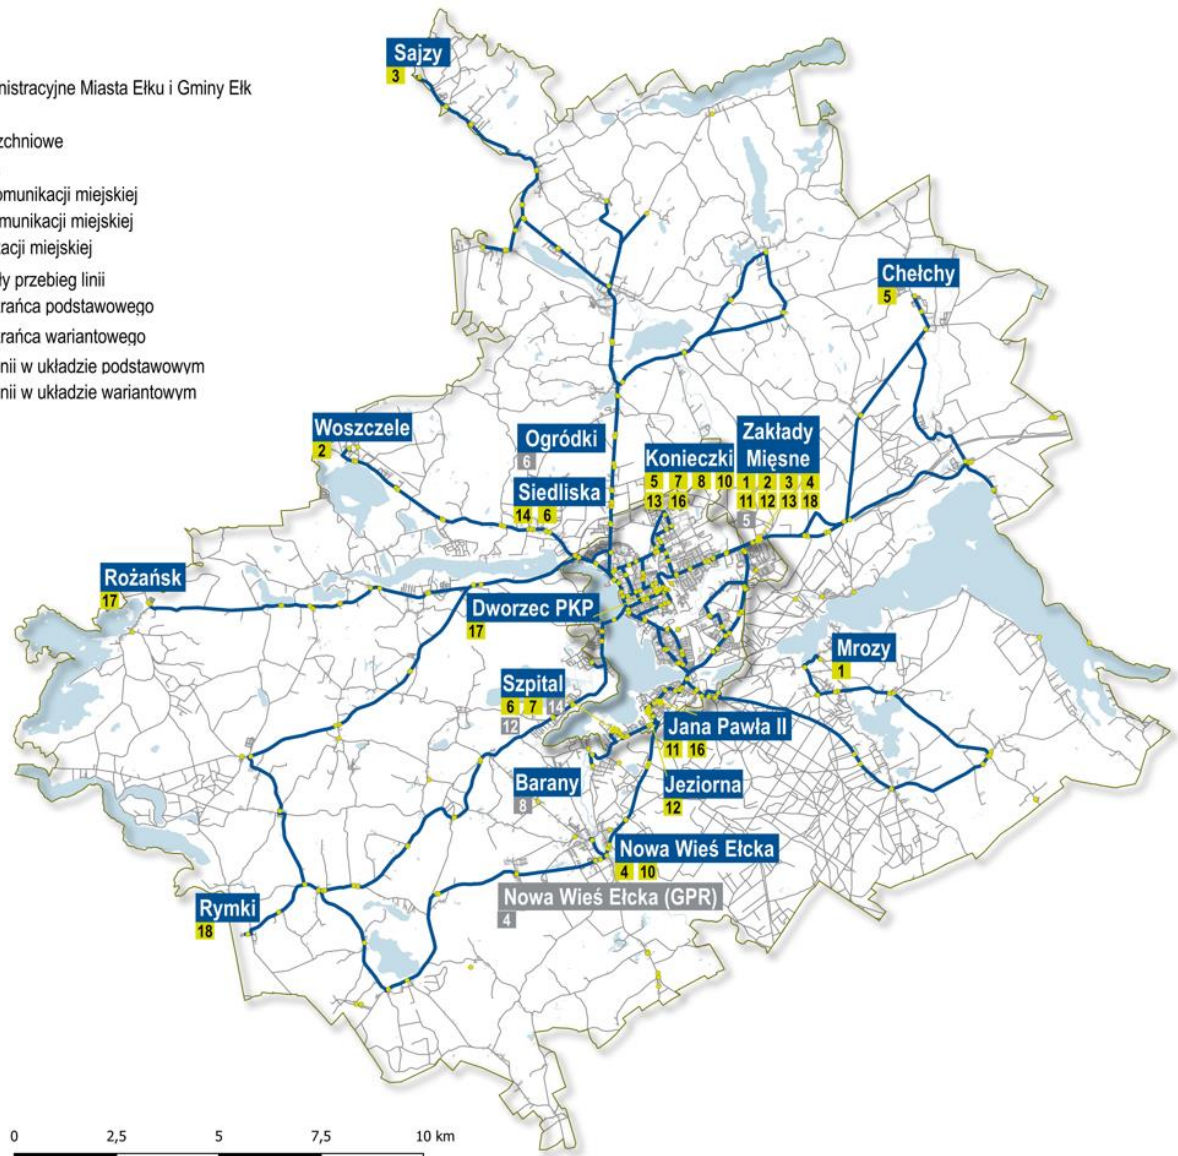 Sajzy
3
nistracyjne Miasta Ełku i Gminy Ełk
zchniowe
omunikacji miejskiej
munikacji miejskiej
kacji miejskiej
ły przebieg linii
krańca podstawowego
krańca wariantowego
nii w układzie podstawowym
nii w układzie wariantowym
Chełchy
5
Woszczele
2
Ogródki
6
Siedliska
14 6
Konieczki
5 7 8 10
13 16
Zakłady
Mięsne
1 2 3 4
11 12 13 18
5
Rożańsk
17
Dworzec PKP
17
Mrozy
1
Szpital
6 7 14
12
Jana Pawła II
11 16
Barany
8
Jeziorna
12
Nowa Wieś Ełcka
4 10
Nowa Wieś Ełcka (GPR)
4
Rymki
18
0 2,5 5 7,5 10 km